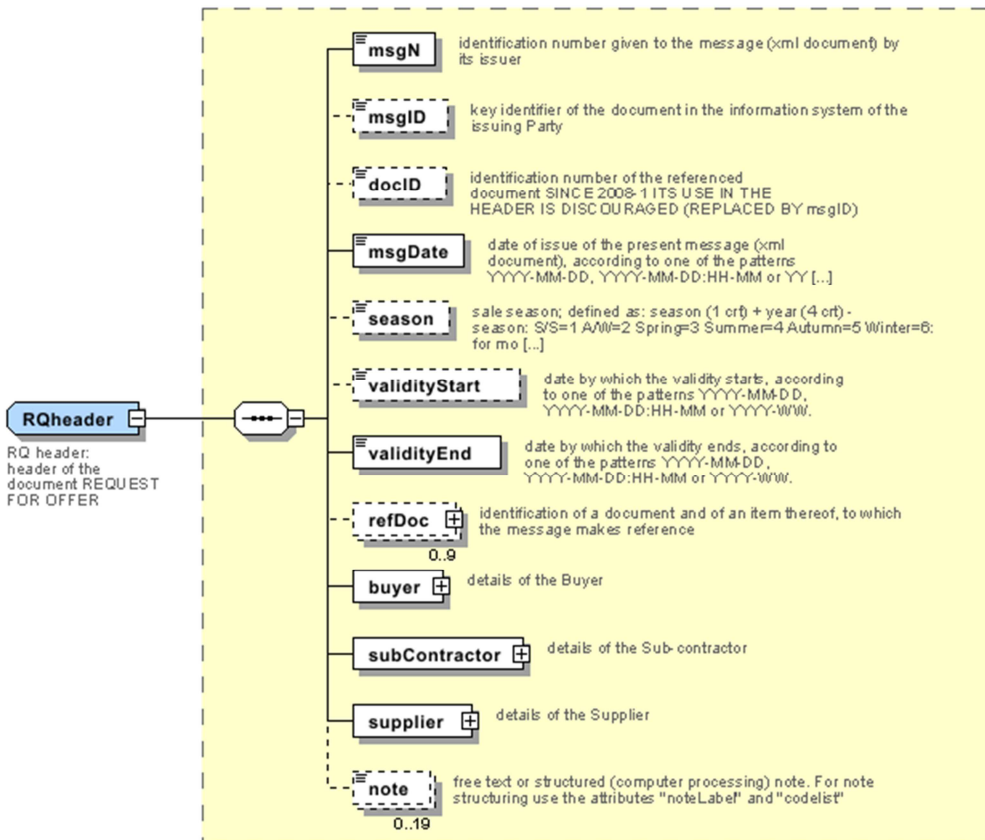 msgN
identification number given to the message (xml document) by
its issuer
msgID
key identifier of the document in the information system of the
issuing Party
docID
identification number of the referenced
document SINCE 2008-1 ITS USE IN THE
HEADER IS DISCOURAGED (REPLACED BY msgID)
msgDate
date of issue of the present message (xml
document), according to one of the patterns
YYYY-MM-DD, YYYY-MM-DD:HH-MM or YY [...]
season
sale season; defined as: season (1 crt) + year (4 crt) -
season: S/S=1 A/W=2 Spring=3 Summer=4 Autumn=5 Winter=6:
for mo [...]
validityStart
date by which the validity starts, according
to one of the patterns YYYY-MM-DD,
YYYY-MM-DD:HH-MM or YYYY-WW.
RQheader
RQ header:
header of the
document REQUEST
FOR OFFER
validityEnd
date by which the validity ends, according to
one of the patterns YYYY-MM-DD,
YYYY-MM-DD:HH-MM or YYYY-WW.
refDoc
identification of a document and of an item thereof, to which
the message makes reference
0..9
buyer
details of the Buyer
subContractor
details of the Sub-contractor
supplier
details of the Supplier
note
free text or structured (computer processing) note. For note
structuring use the attributes "noteLabel" and "codelist"
0..19